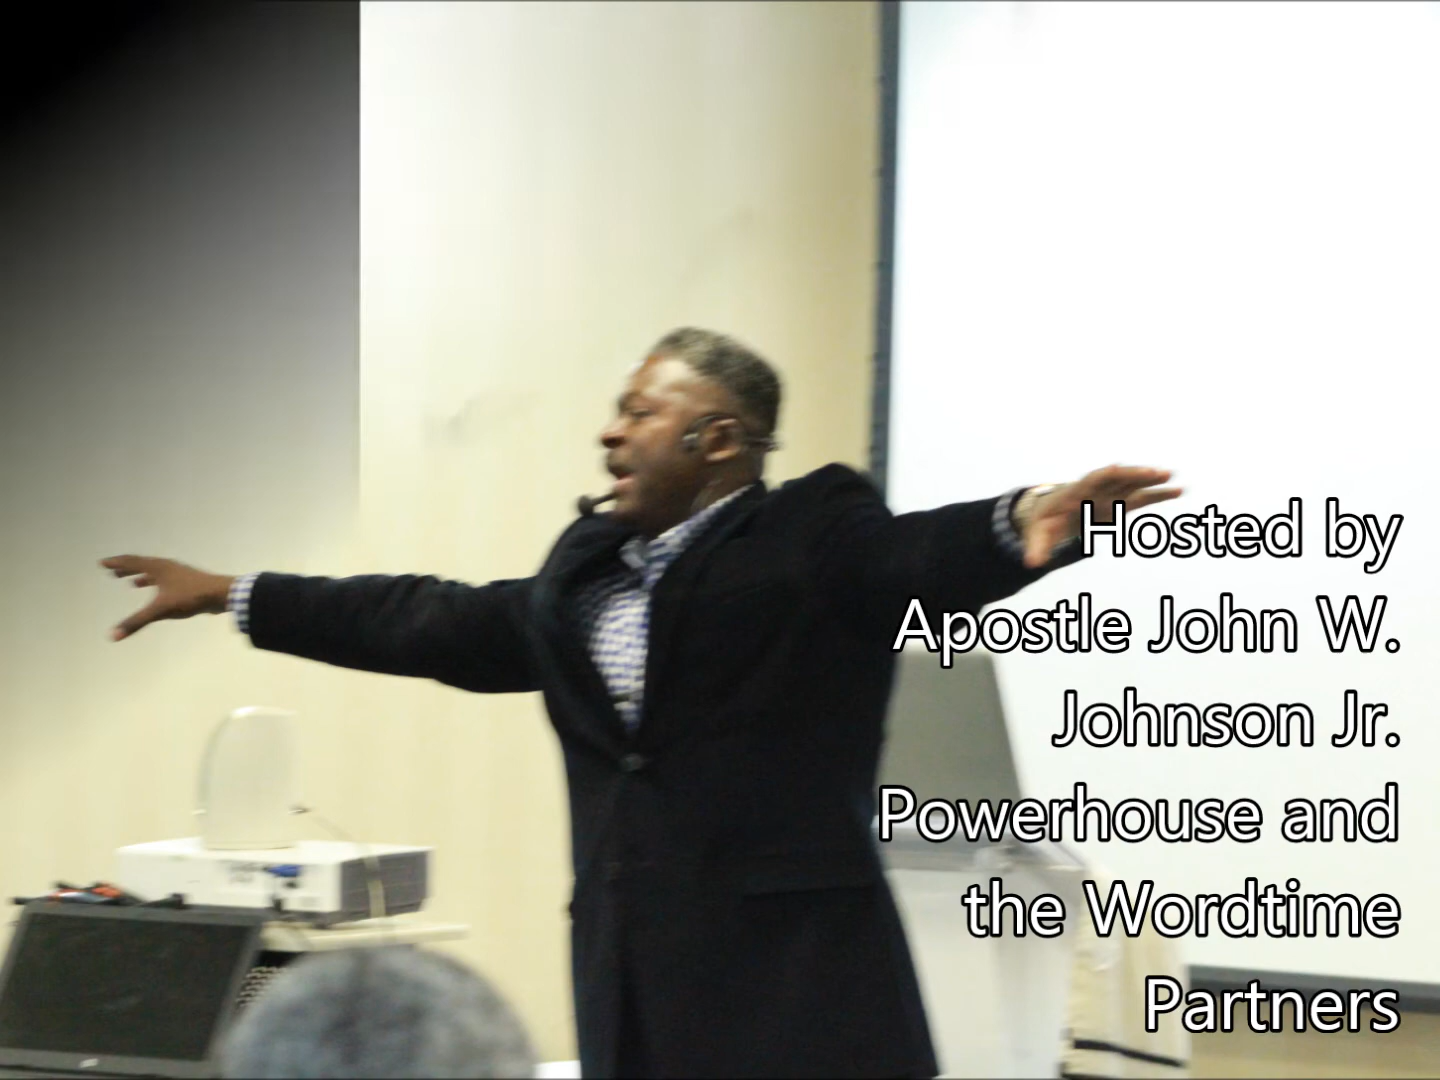 Hosted by
Apostle John W.
Johnson Jr.
Powerhouse and
the Wordtime
Partners